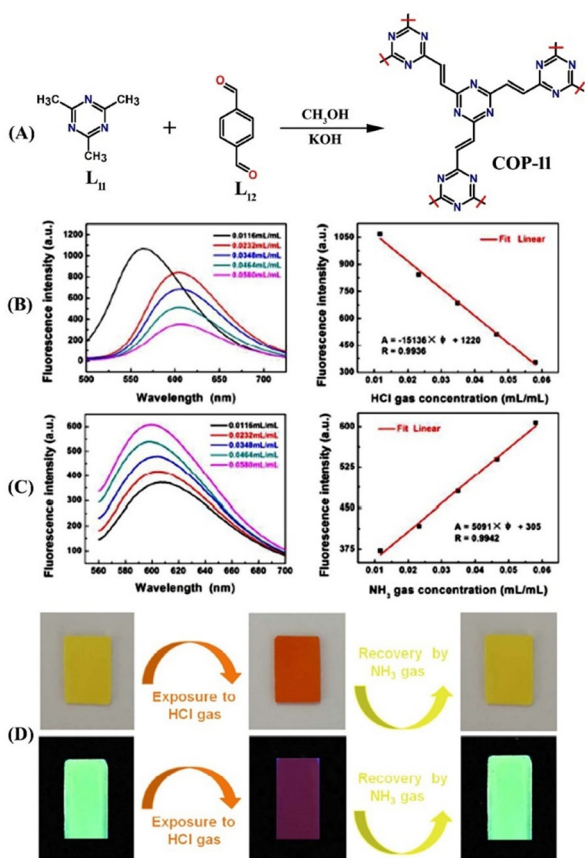 (A)
CH3
H3C
CH3
N
N
N
L11
+
O
O
L12
CH3OH
KOH
COP-11
N
N
N
N
N
N
N
N
N
N
N
N
(B)
Fluorescence intensity (a.u.)
1200
1000
800
600
400
200
0
500
550
600
650
700
Wavelength (nm)
0.0116mL/mL
0.0232mL/mL
0.0348mL/mL
0.0464mL/mL
0.0580mL/mL
Fluorescence intensity (a.u.)
1050
900
750
600
450
300
Fit Linear
A = -15136 × ψ + 1220
R = 0.9936
0.01
0.02
0.03
0.04
0.05
0.06
HCl gas concentration (mL/mL)
(C)
Fluorescence intensity (a.u.)
600
500
400
300
200
100
560
580
600
620
640
660
680
700
Wavelength (nm)
0.0116mL/mL
0.0232mL/mL
0.0348mL/mL
0.0464mL/mL
0.0580mL/mL
Fluorescence intensity (a.u.)
600
525
450
375
Fit Linear
A = 5091 × ψ + 305
R = 0.9942
0.01
0.02
0.03
0.04
0.05
0.06
NH3 gas concentration (mL/mL)
(D)
Exposure to
HCl gas
Recovery by
NH3 gas
Exposure to
HCl gas
Recovery by
NH3 gas